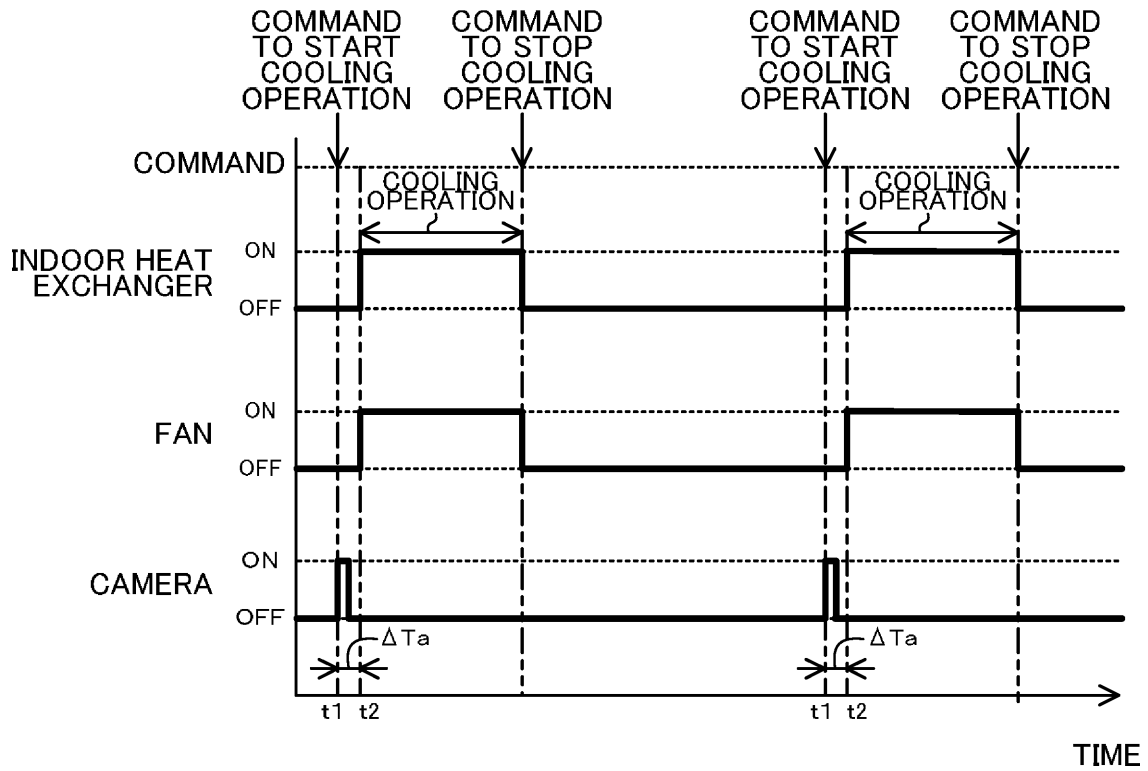 COMMAND
TO START
COOLING
OPERATION
COMMAND
TO STOP
COOLING
OPERATION
COMMAND
TO START
COOLING
OPERATION
COMMAND
TO STOP
COOLING
OPERATION
COMMAND
COOLING
OPERATION
COOLING
OPERATION
INDOOR HEAT
EXCHANGER
ON
OFF
FAN
ON
OFF
CAMERA
ON
OFF
ΔTa
ΔTa
t1 t2
t1 t2
TIME